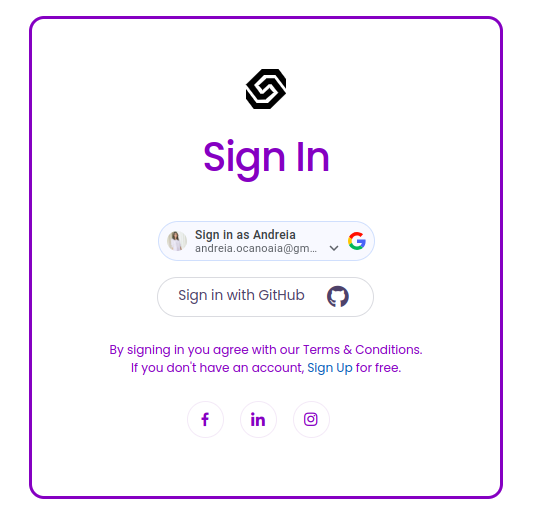 Sign In
Sign in as Andreia
andreia.ocanoaia@gm...
Sign in with GitHub
By signing in you agree with our Terms & Conditions.
If you don't have an account, Sign Up for free.